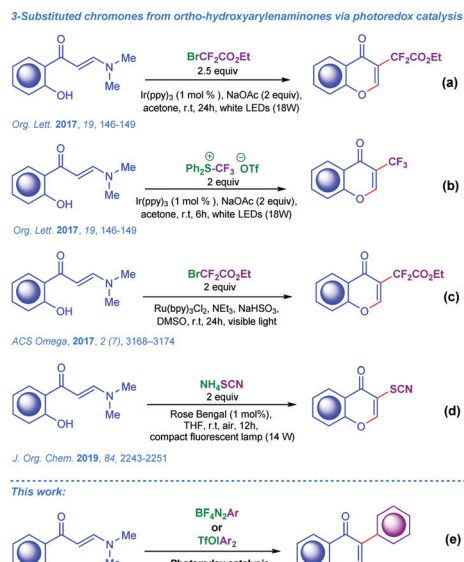 3-Substituted chromones from ortho-hydroxyarylenaminones via photoredox catalysis
O
N
Me
Me
OH
BrCF₂CO₂Et
2.5 equiv
Ir(ppy)₃ (1 mol % ), NaOAc (2 equiv),
acetone, r.t, 24h, white LEDs (18W)
O
CF₂CO₂Et
O
(a)
Org. Lett. 2017, 19, 146-149
O
N
Me
Me
OH
Ph₂S-CF₃ OTf
⊕ ⊖
2 equiv
Ir(ppy)₃ (1 mol % ), NaOAc (2 equiv),
acetone, r.t, 6h, white LEDs (18W)
O
CF₃
O
(b)
Org. Lett. 2017, 19, 146-149
O
N
Me
Me
OH
BrCF₂CO₂Et
2 equiv
Ru(bpy)₃Cl₂, NEt₃, NaHSO₃,
DMSO, r.t, 24h, visible light
O
CF₂CO₂Et
O
(c)
ACS Omega, 2017, 2 (7), 3168–3174
O
N
Me
Me
OH
NH₄SCN
2 equiv
Rose Bengal (1 mol%),
THF, r.t, air, 12h,
compact fluorescent lamp (14 W)
O
SCN
O
(d)
J. Org. Chem. 2019, 84, 2243-2251
This work:
O
N
Me
BF₄N₂Ar
or
TfOIAr₂
O
(e)